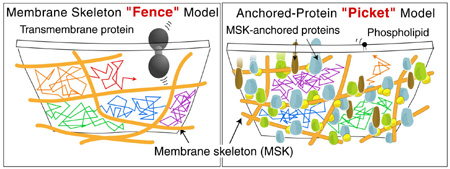 Membrane Skeleton "Fence" Model
Transmembrane protein
Anchored-Protein "Picket" Model
MSK-anchored proteins
Phospholipid
Membrane skeleton (MSK)